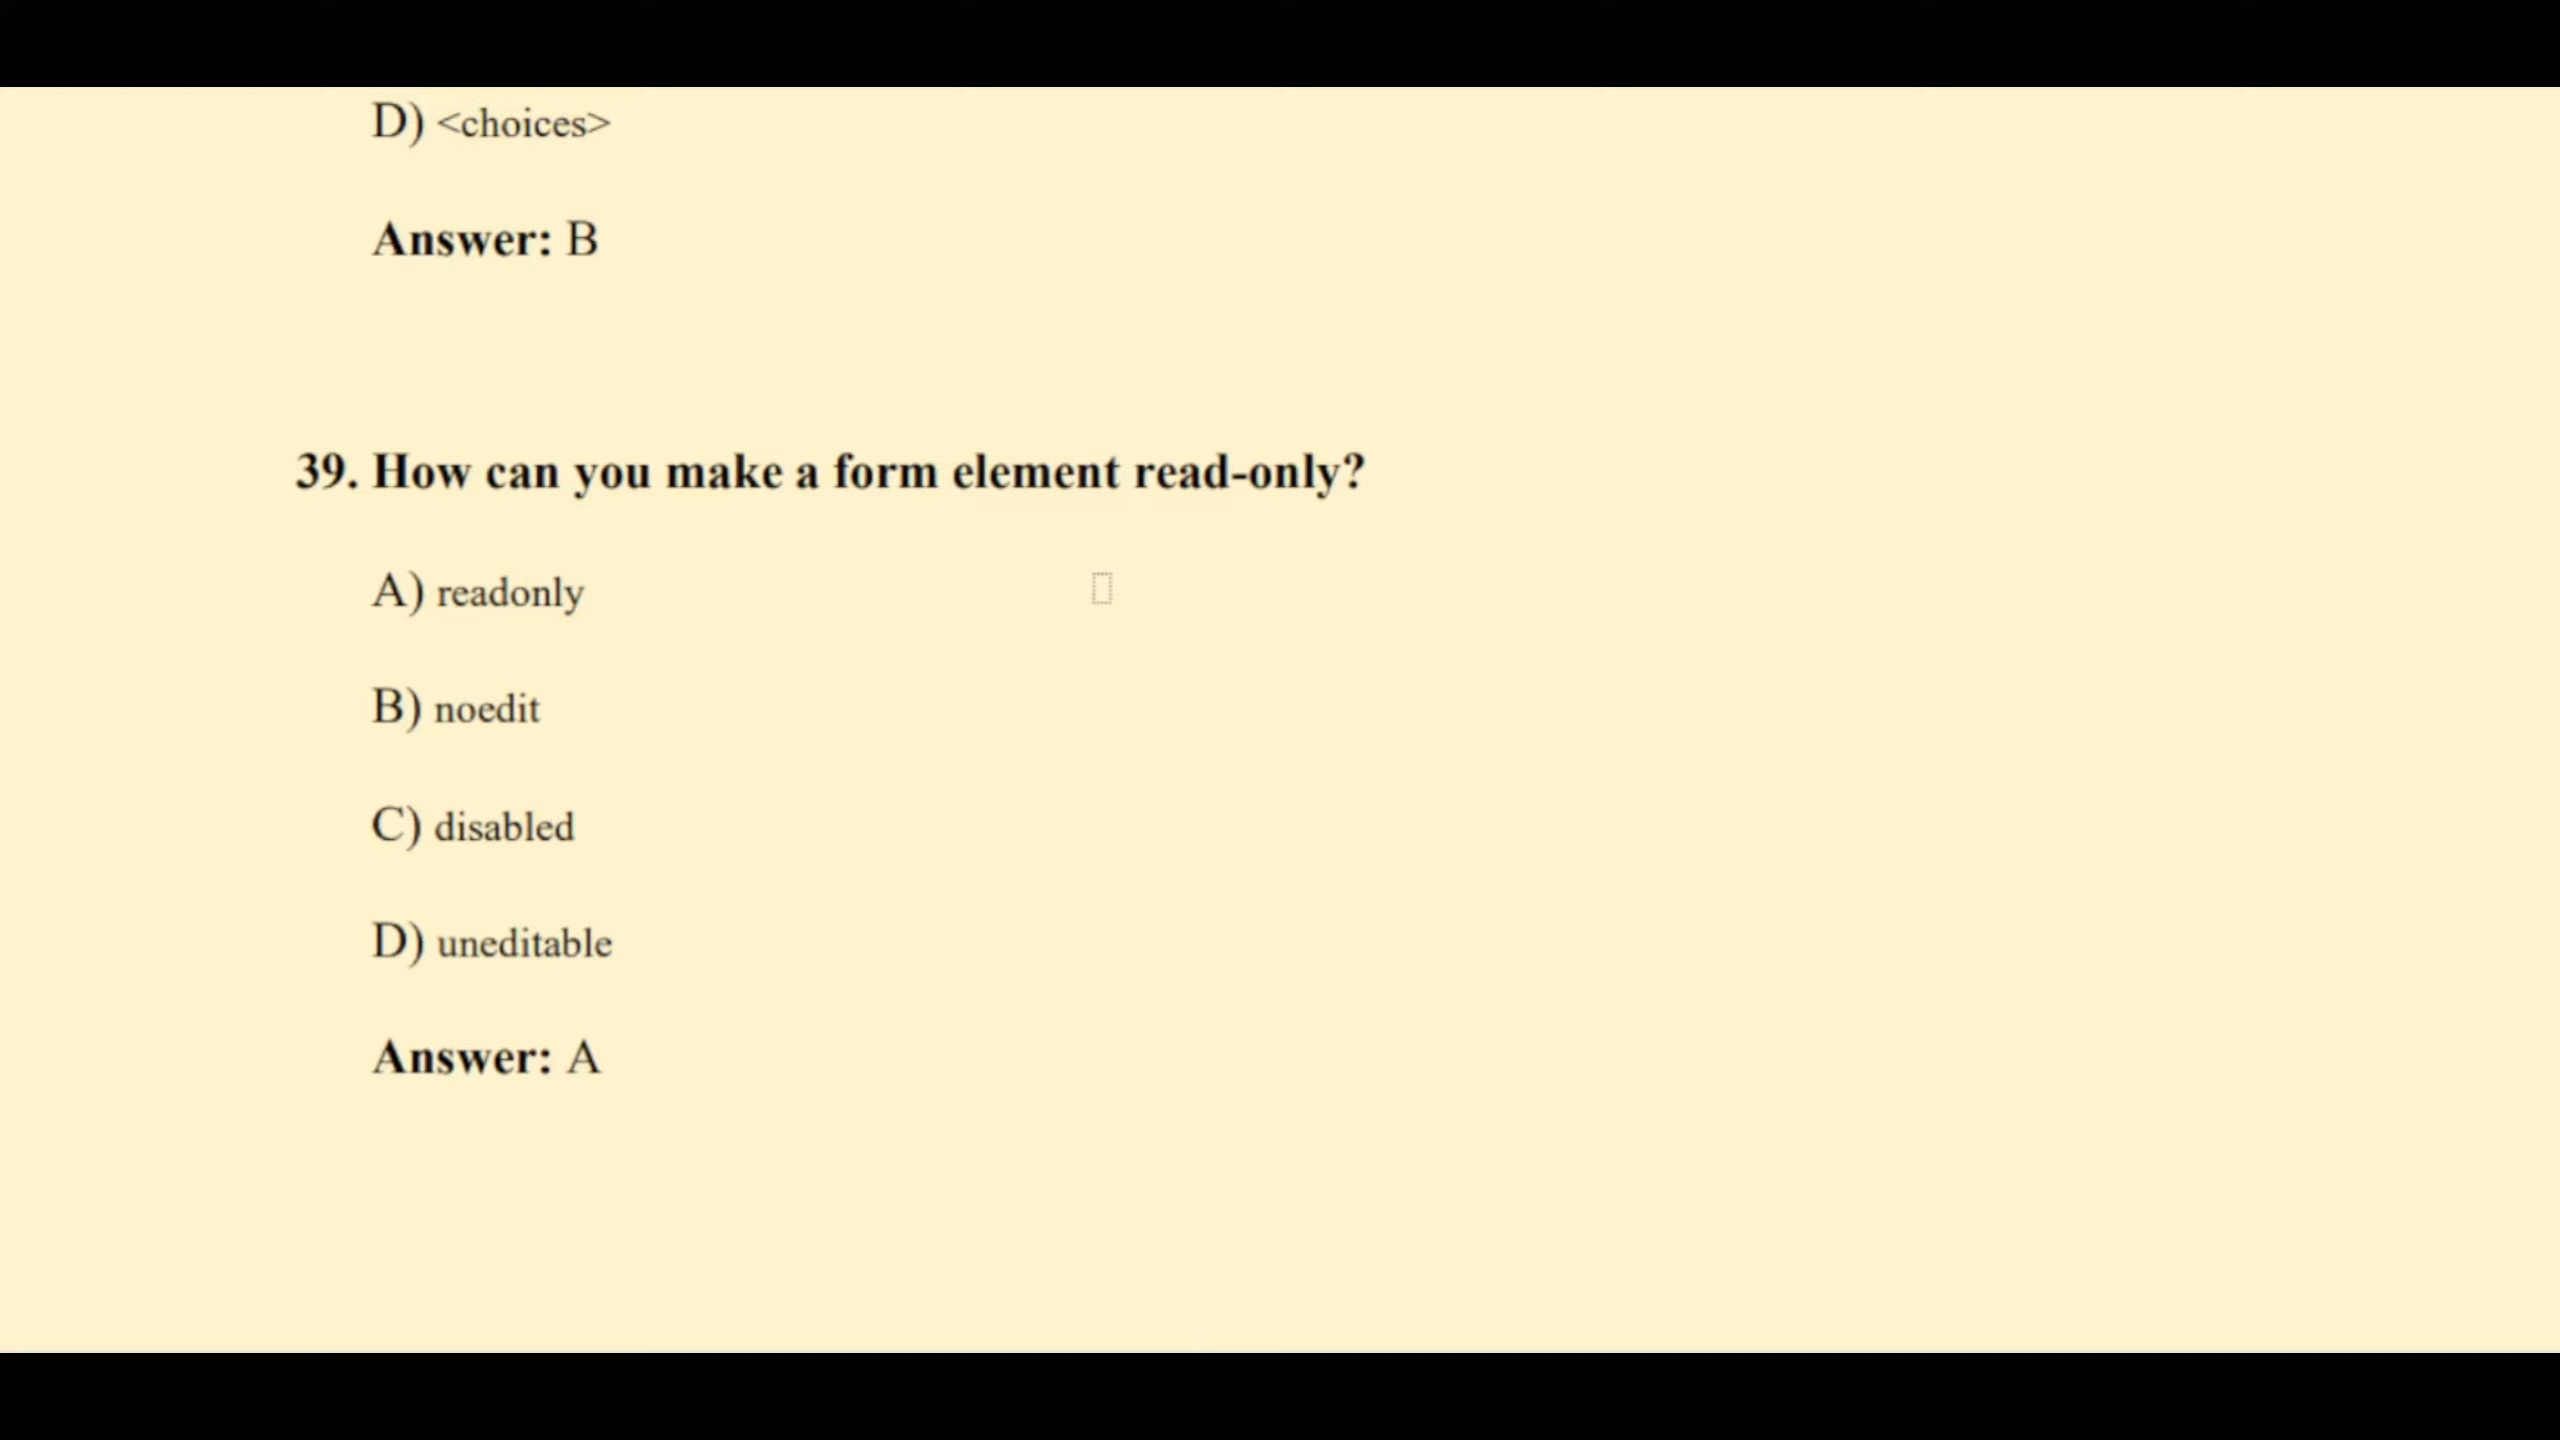 D) <choices>
Answer: B
39. How can you make a form element read-only?
A) readonly
B) noedit
C) disabled
D) uneditable
Answer: A